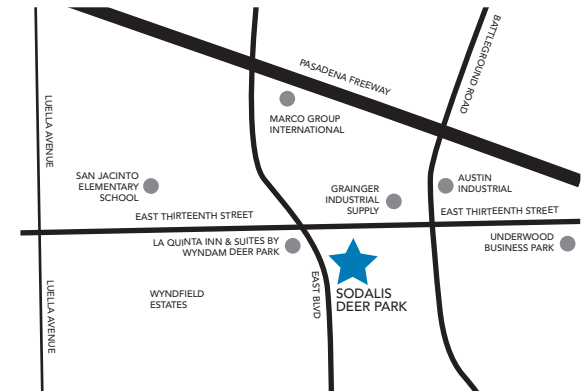 PASADENA FREEWAY
BATTLEGROUND ROAD
LUELLA AVENUE
MARCO GROUP
INTERNATIONAL
SAN JACINTO
ELEMENTARY
SCHOOL
GRAINGER
INDUSTRIAL
SUPPLY
AUSTIN
INDUSTRIAL
EAST THIRTEENTH STREET
EAST THIRTEENTH STREET
LA QUINTA INN & SUITES BY
WYNDAM DEER PARK
UNDERWOOD
BUSINESS PARK
LUELLA AVENUE
WYNDFIELD
ESTATES
EAST BLVD
SODALIS
DEER PARK